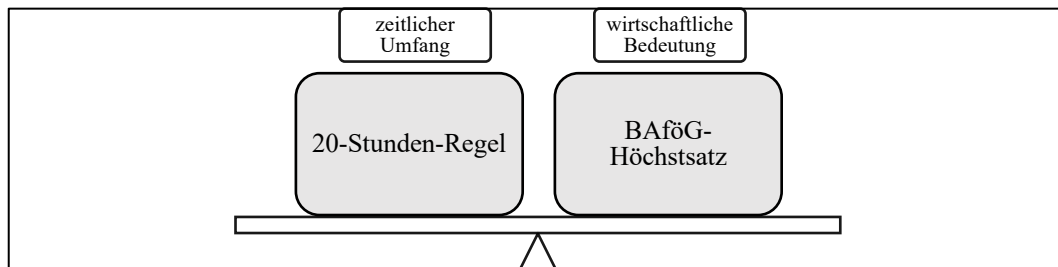 zeitlicher
Umfang
wirtschaftliche
Bedeutung
20-Stunden-Regel
BAföG-
Höchstsatz